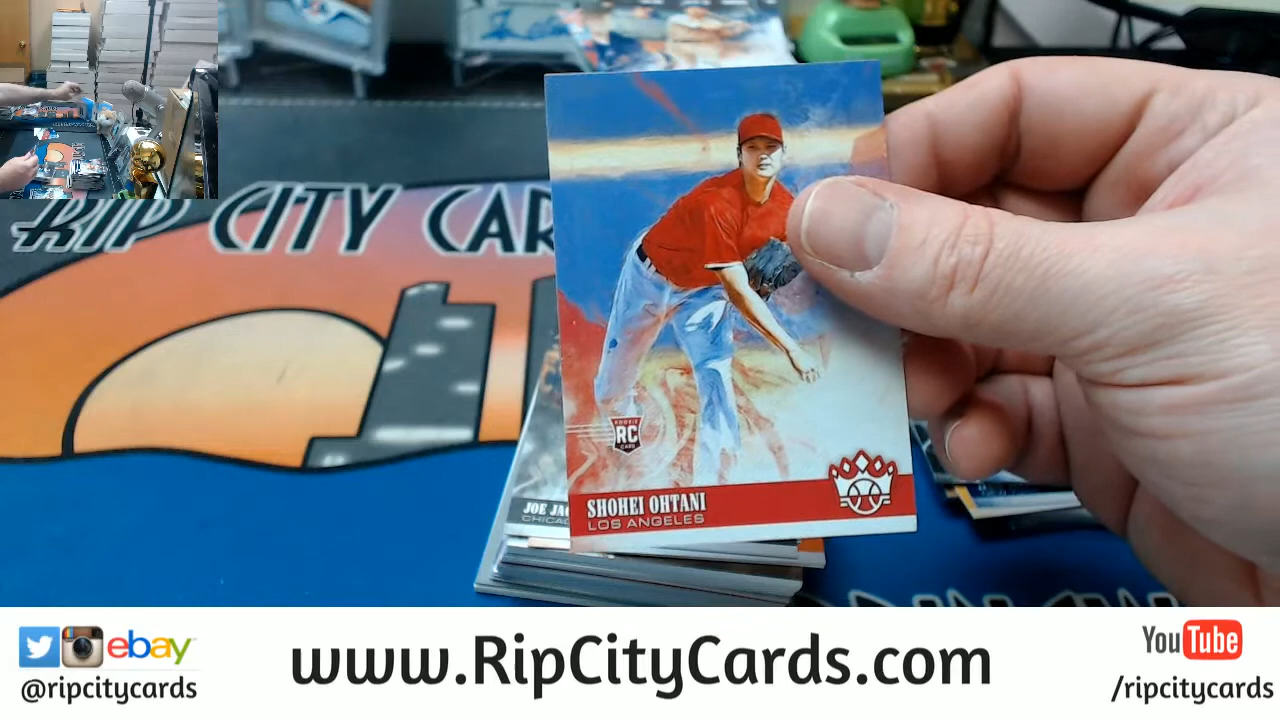 RIP CITY CAR
ROOKIE
RC
CARD
SHOHEI OHTANI
LOS ANGELES
JOE JAC
CHICAG
ebay
@ripcitycards
www.RipCityCards.com
YouTube
/ripcitycards